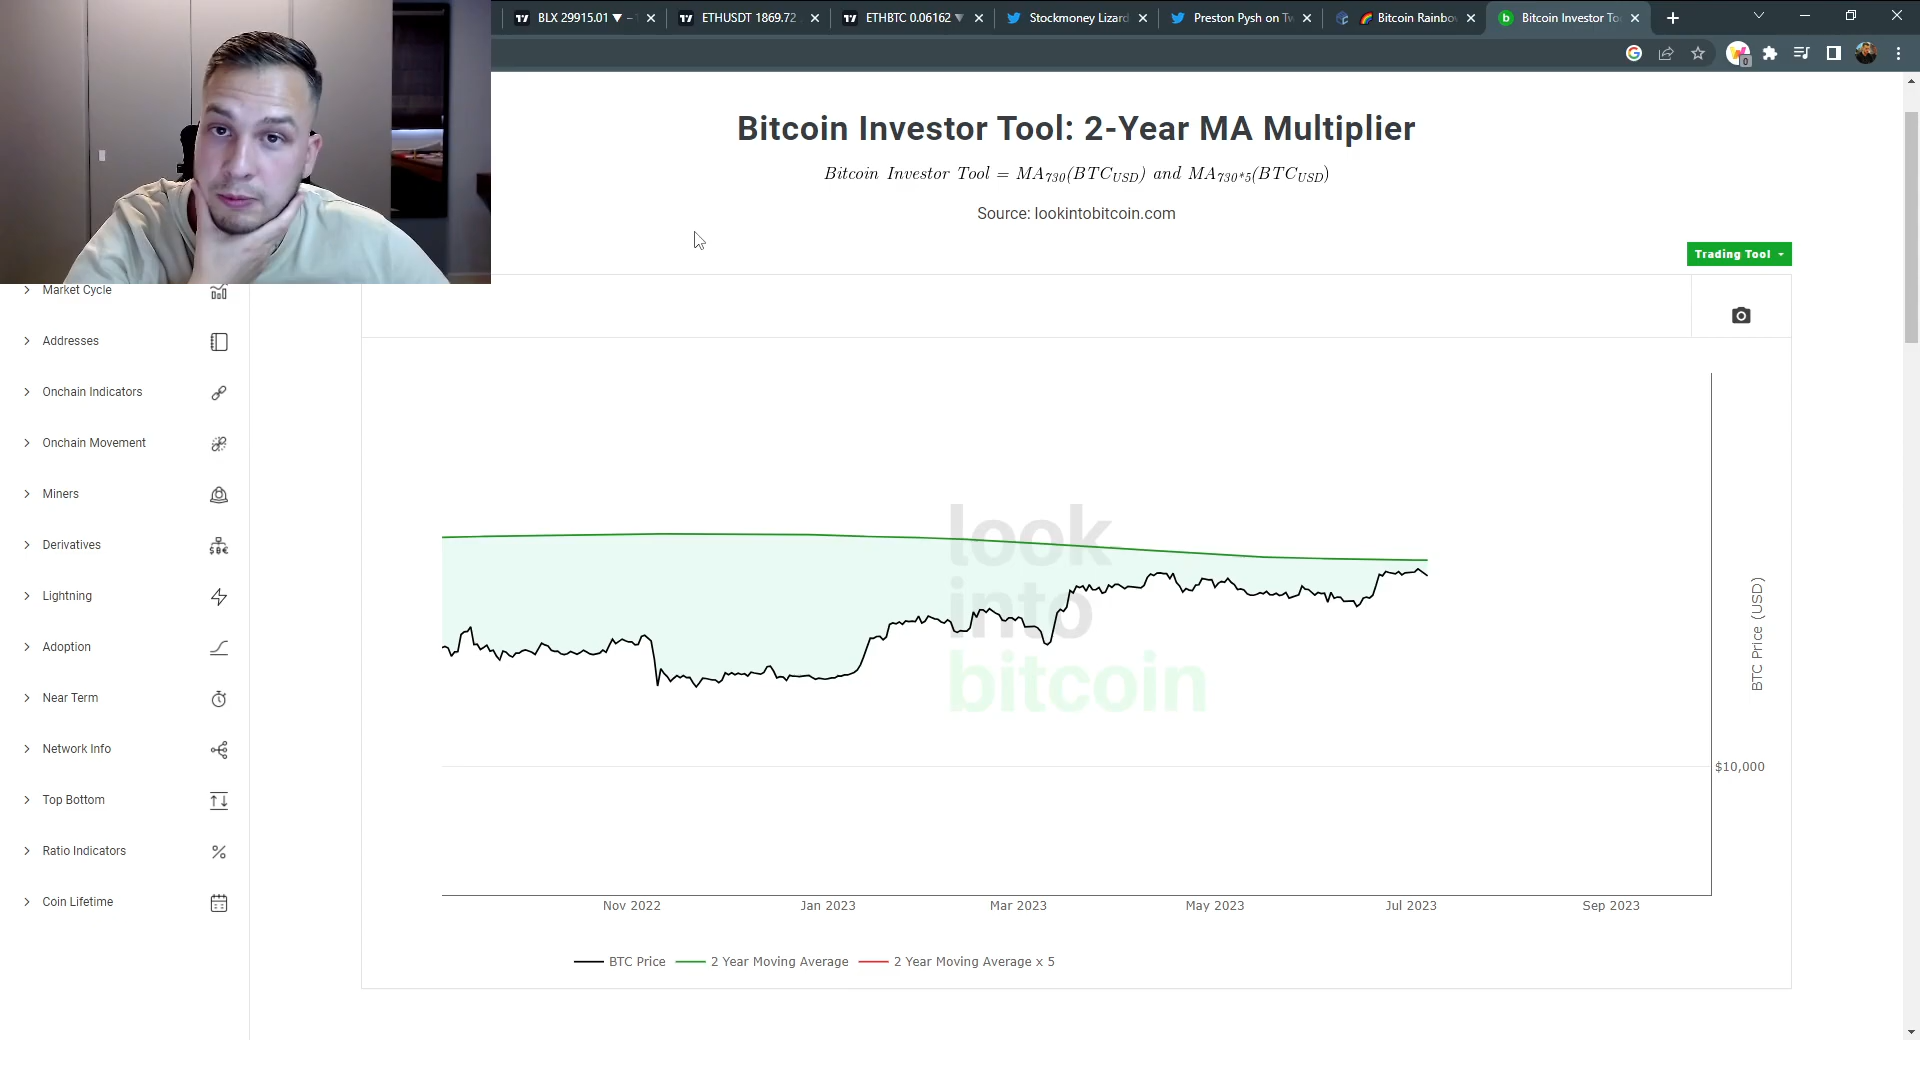 BLX 29915.01 ▼ −
ETHUSDT 1869.72
ETHBTC 0.06162 ▼
Stockmoney Lizard
Preston Pysh on Tw
Bitcoin Rainbo
Bitcoin Investor To
0
Bitcoin Investor Tool: 2-Year MA Multiplier
Bitcoin Investor Tool = MA730(BTCUSD) and MA730*5(BTCUSD)
Source: lookintobitcoin.com
Trading Tool
Market Cycle
Addresses
Onchain Indicators
Onchain Movement
Miners
Derivatives
Lightning
Adoption
Near Term
Network Info
Top Bottom
Ratio Indicators
Coin Lifetime
look
into
bitcoin
BTC Price (USD)
$10,000
Nov 2022
Jan 2023
Mar 2023
May 2023
Jul 2023
Sep 2023
BTC Price
2 Year Moving Average
2 Year Moving Average x 5